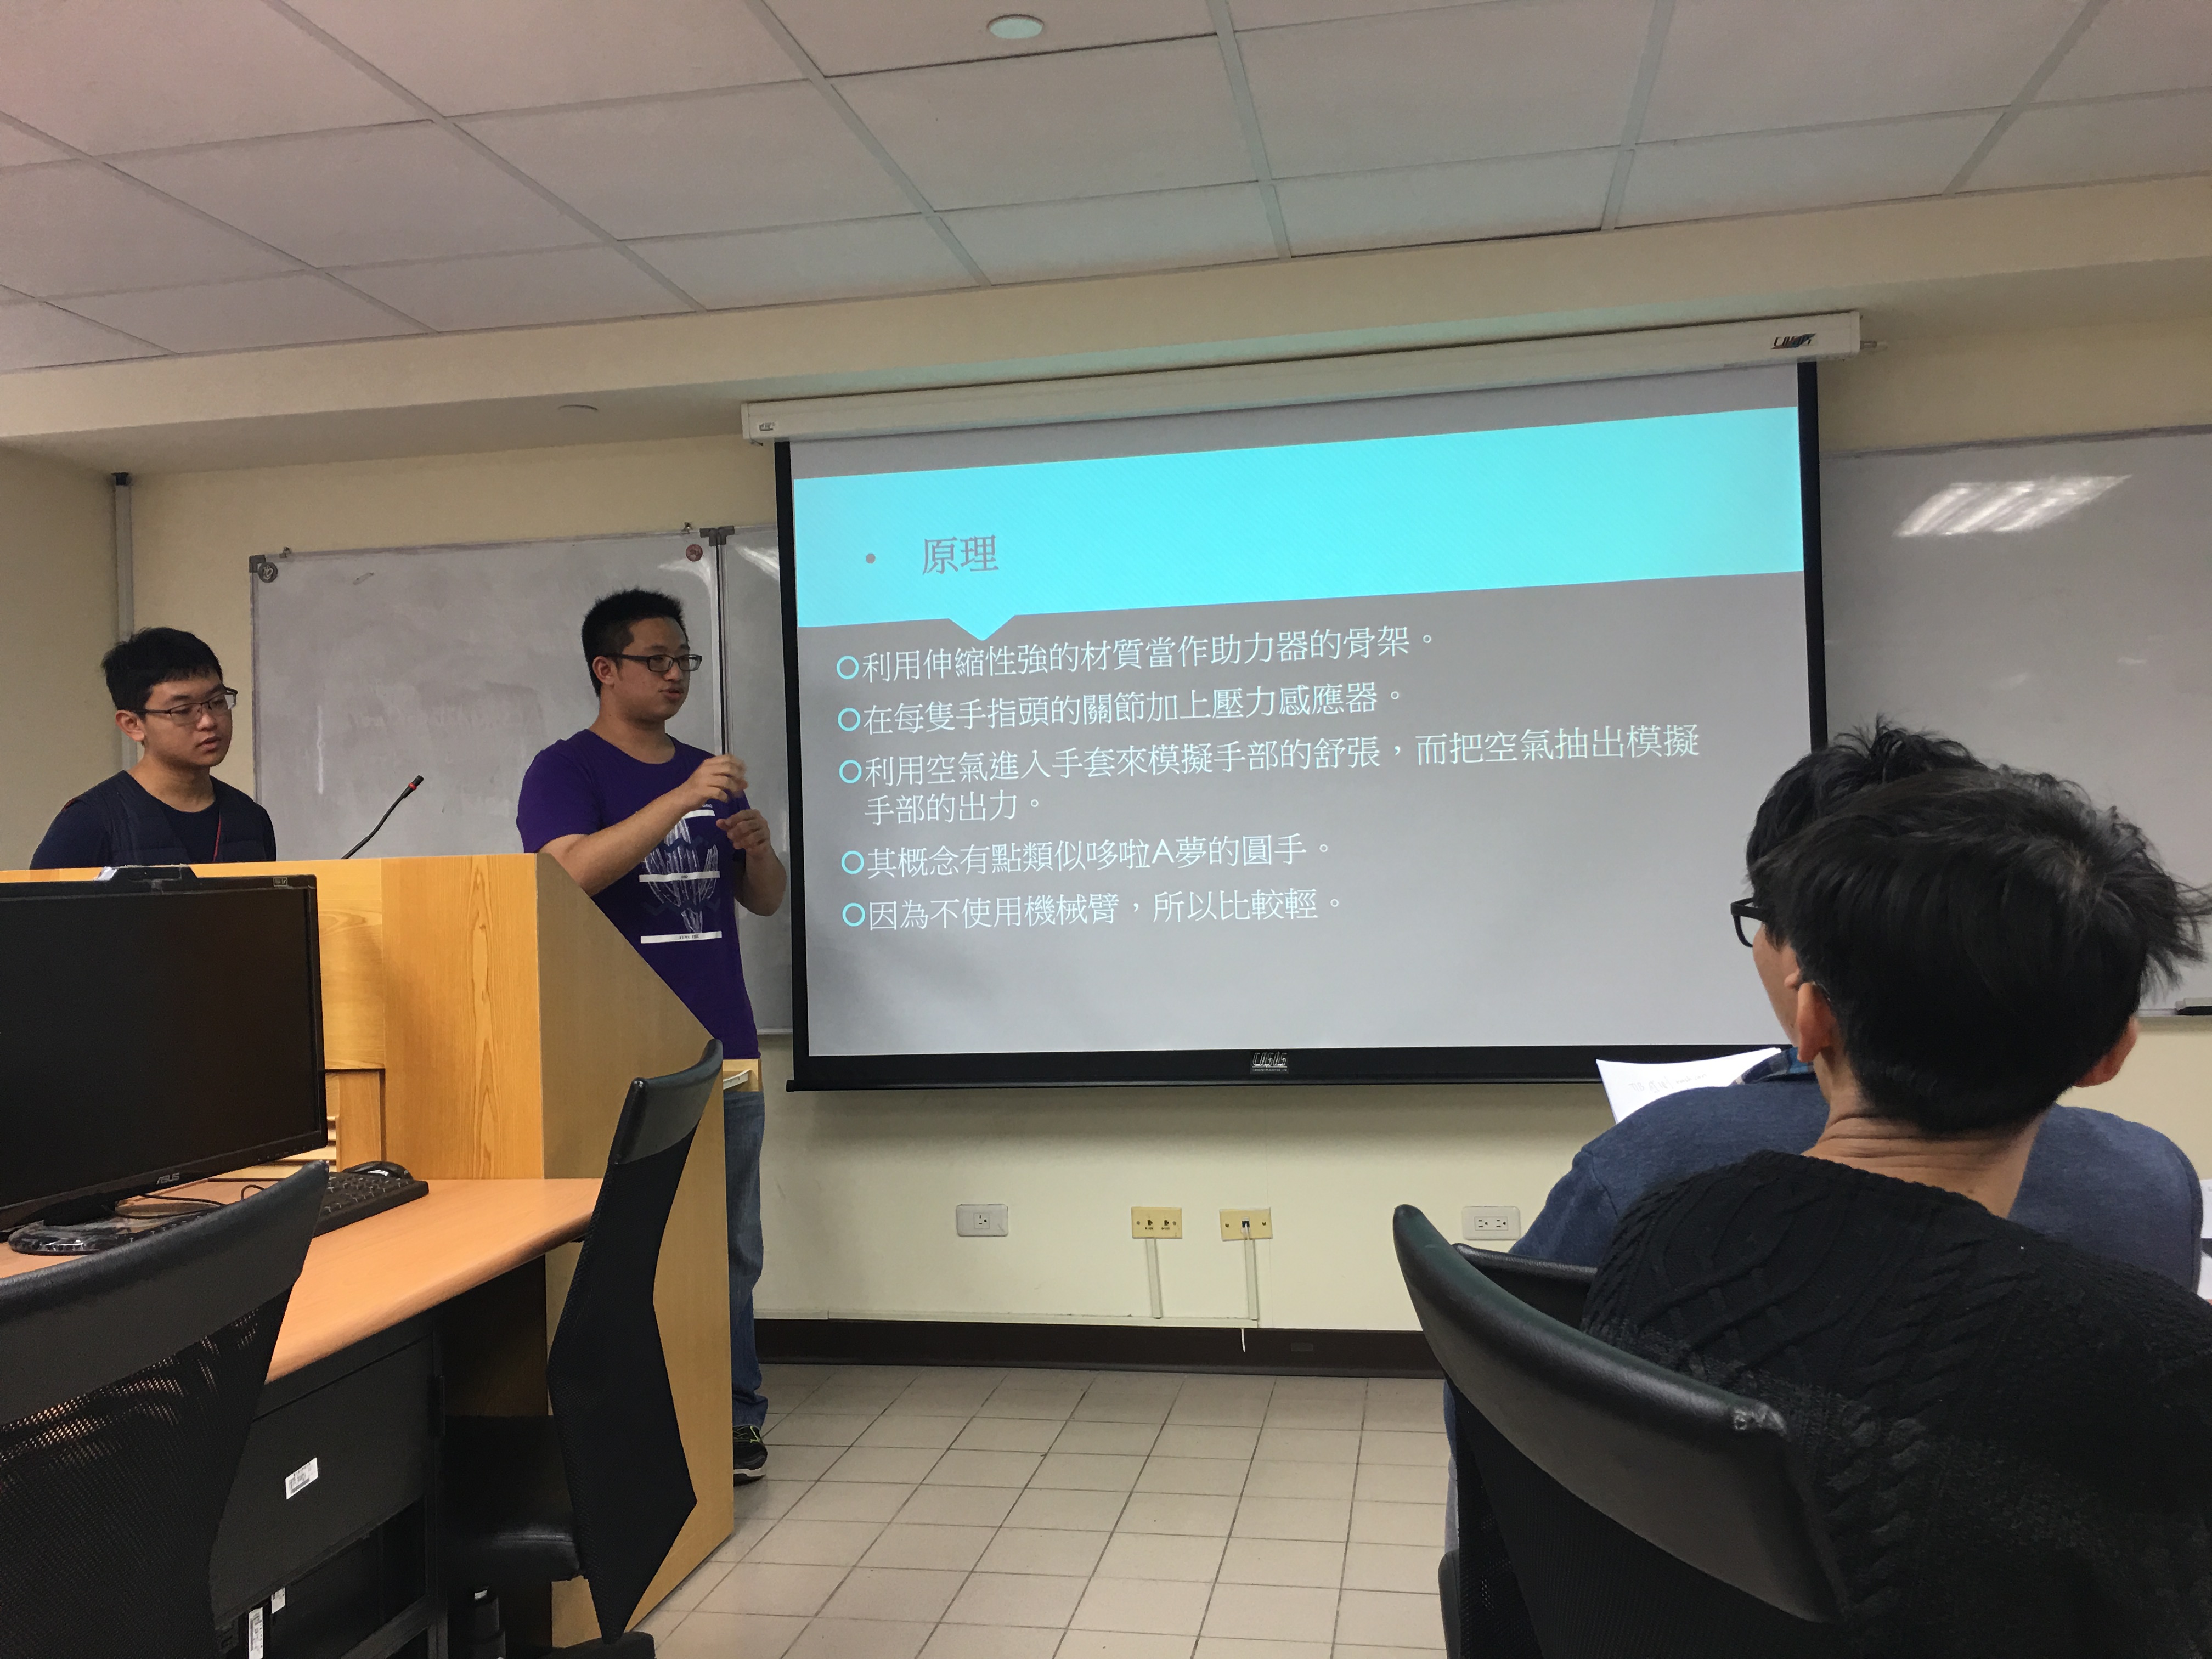 • 原理
利用伸縮性強的材質當作助力器的骨架。
在每隻手指頭的關節加上壓力感應器。
利用空氣進入手套來模擬手部的舒張，而把空氣抽出模擬
手部的出力。
其概念有點類似哆啦A夢的圓手。
因為不使用機械臂，所以比較輕。
ASUS